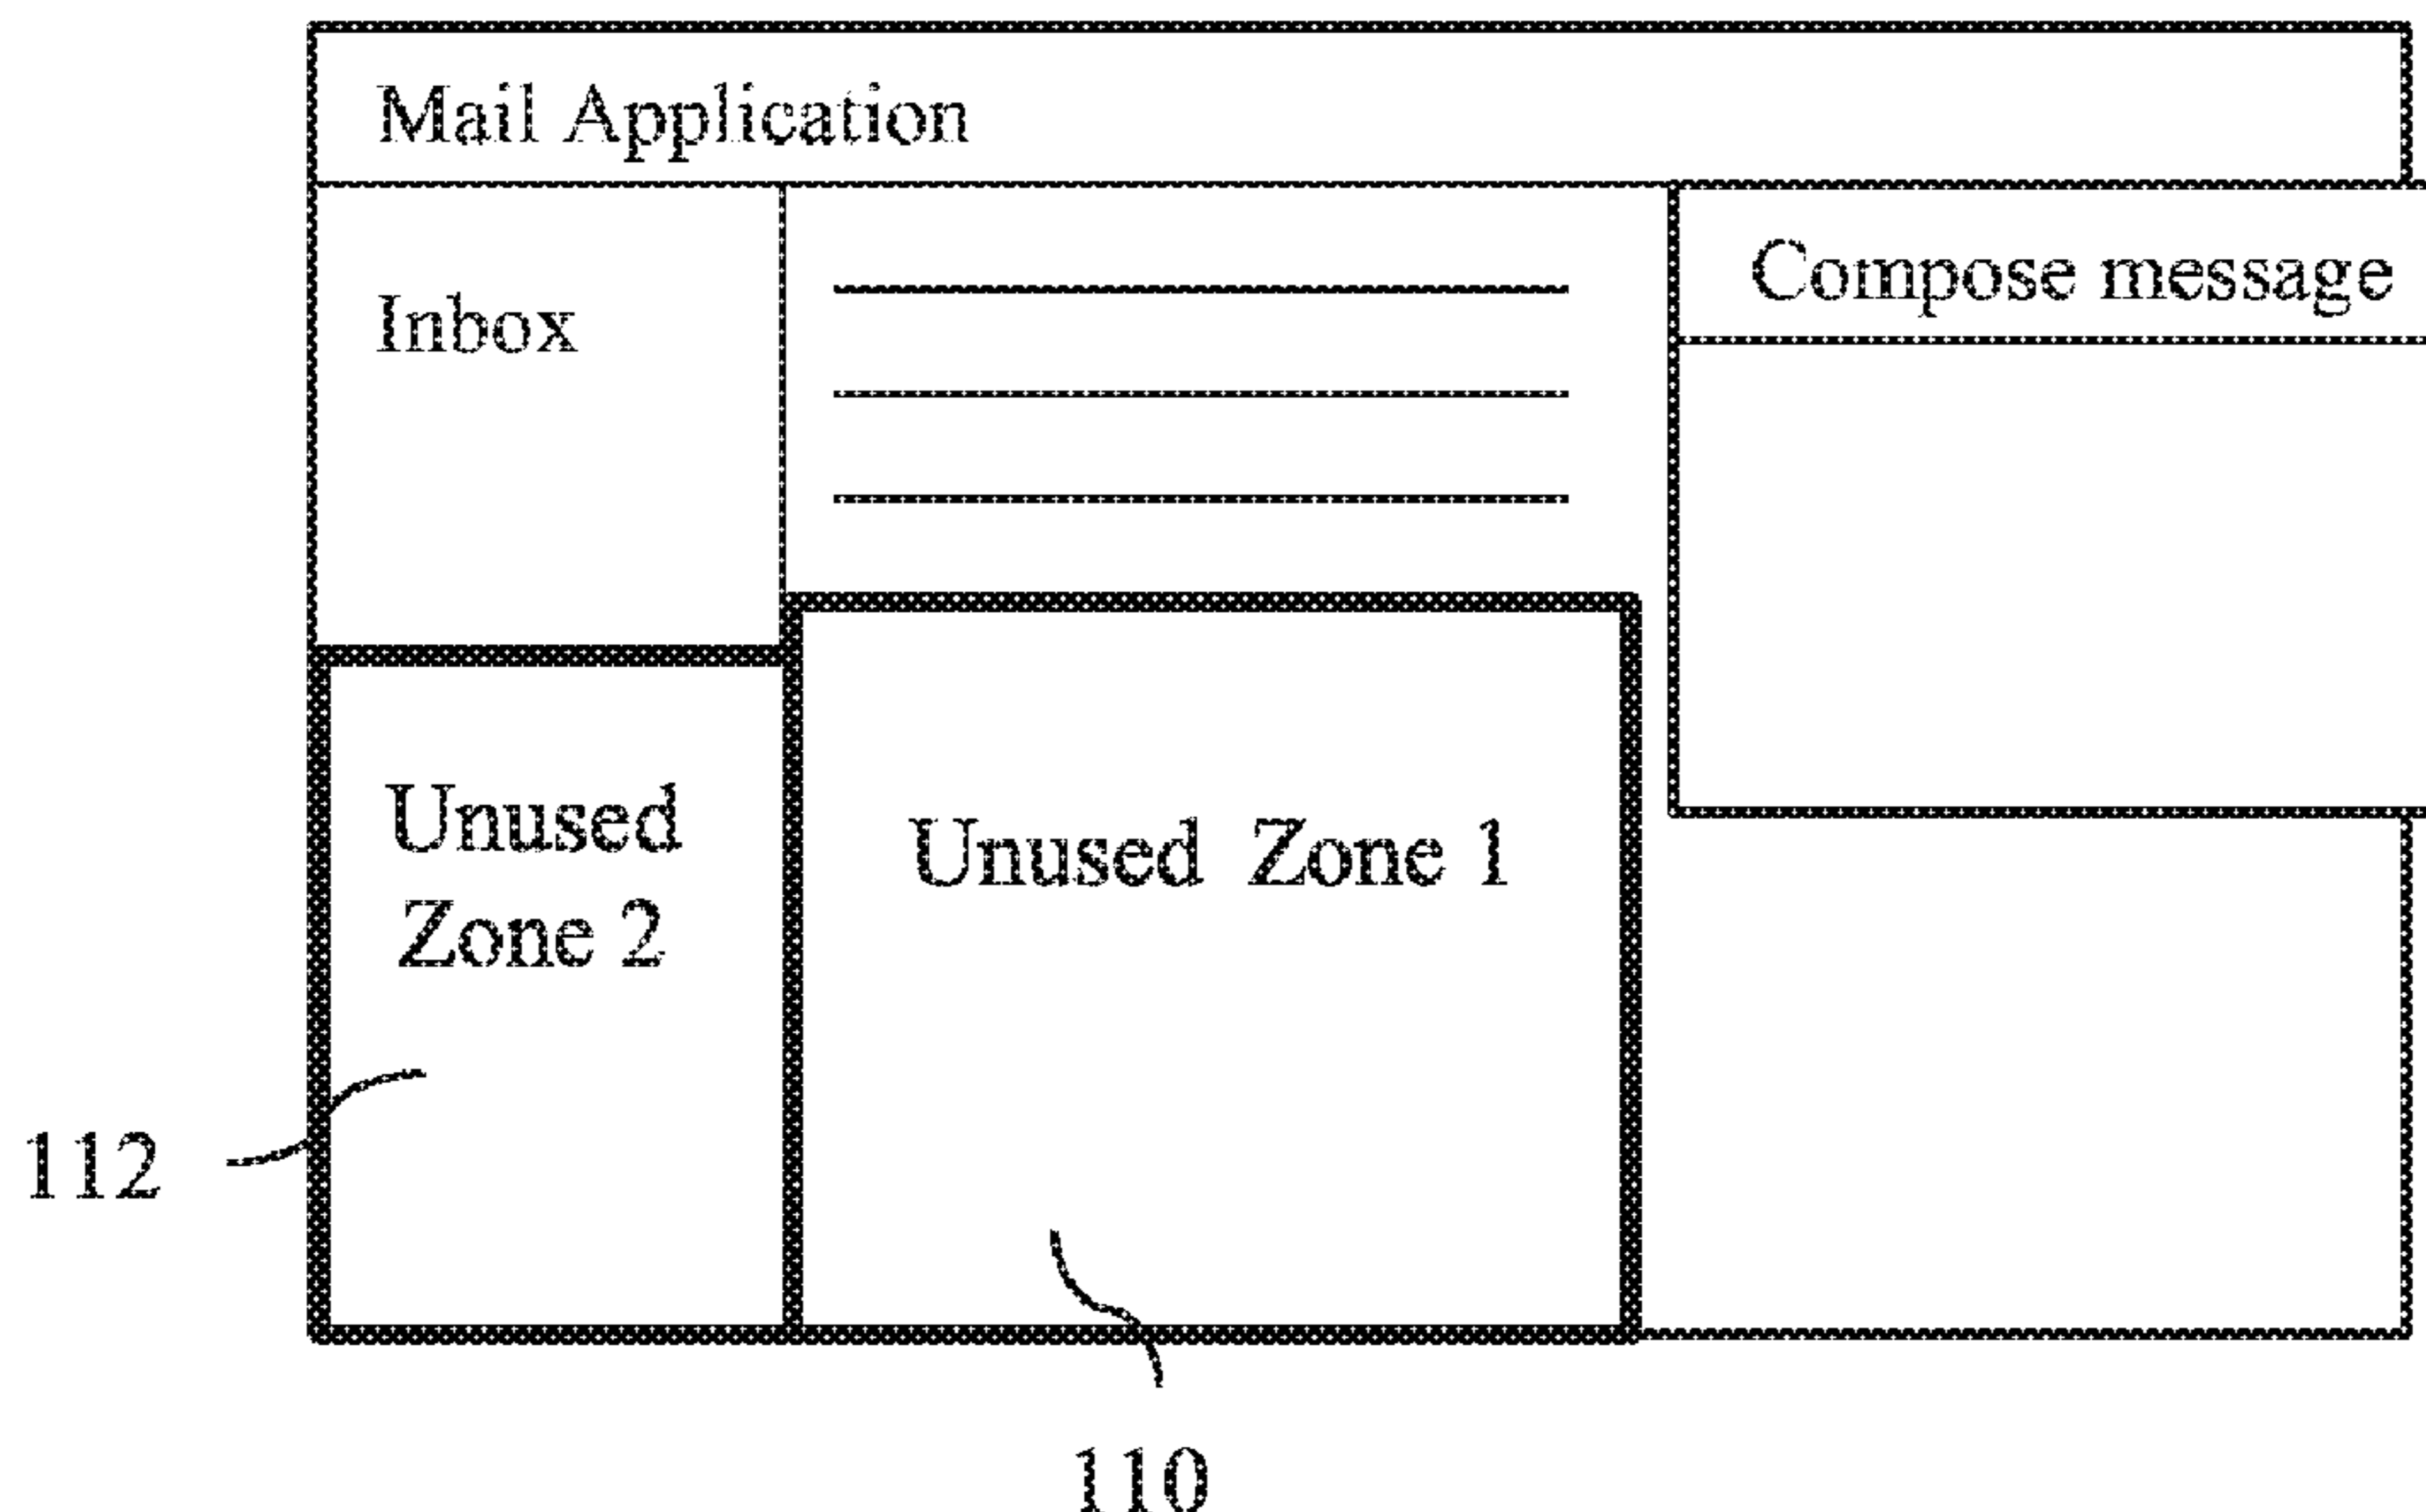 Mail Application
Inbox
Compose message
Unused
Zone 2
Unused Zone 1
112
110